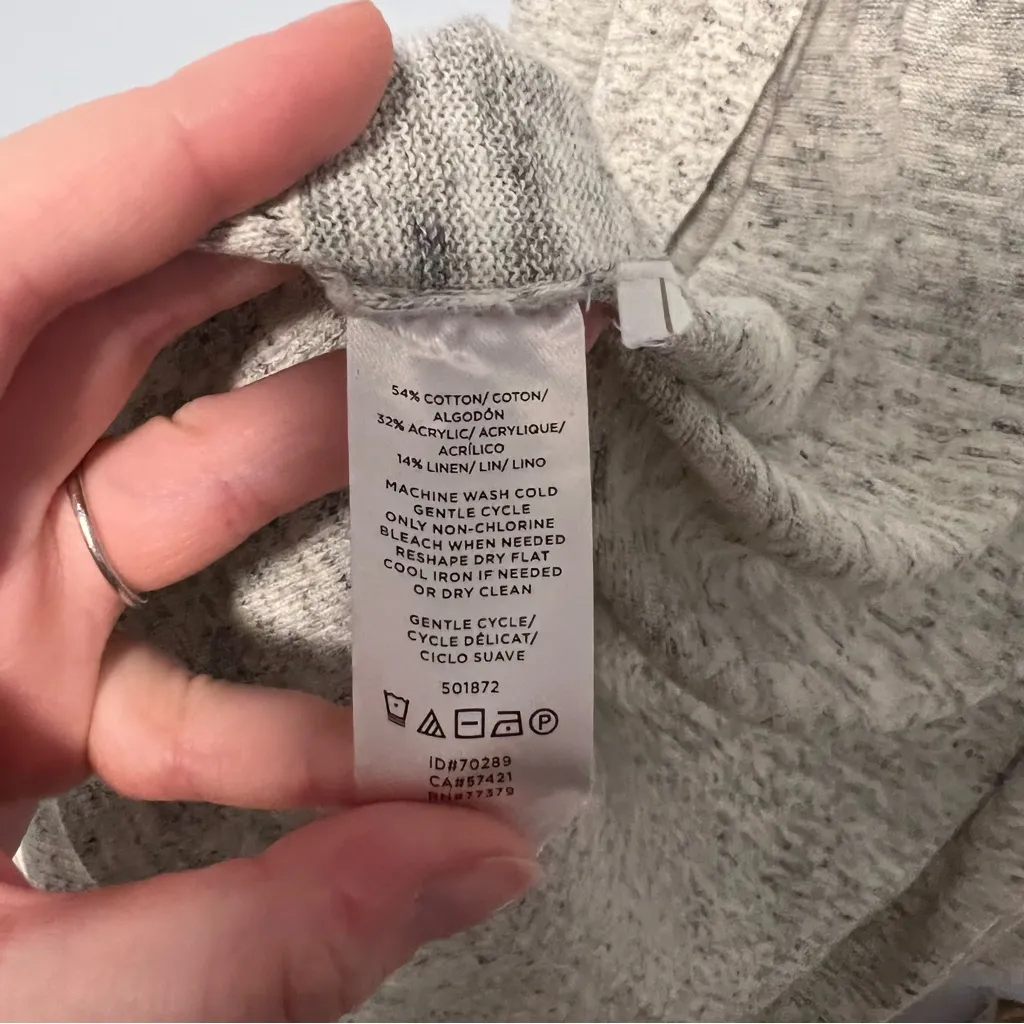 54% COTTON/ COTON/
ALGODÓN
32% ACRYLIC/ ACRYLIQUE/
ACRÍLICO
14% LINEN/ LIN/ LINO
MACHINE WASH COLD
GENTLE CYCLE
ONLY NON-CHLORINE
BLEACH WHEN NEEDED
RESHAPE DRY FLAT
COOL IRON IF NEEDED
OR DRY CLEAN
GENTLE CYCLE/
CYCLE DÉLICAT/
CICLO SUAVE
501872
P
ID#70289
CA#57421
RN#77379